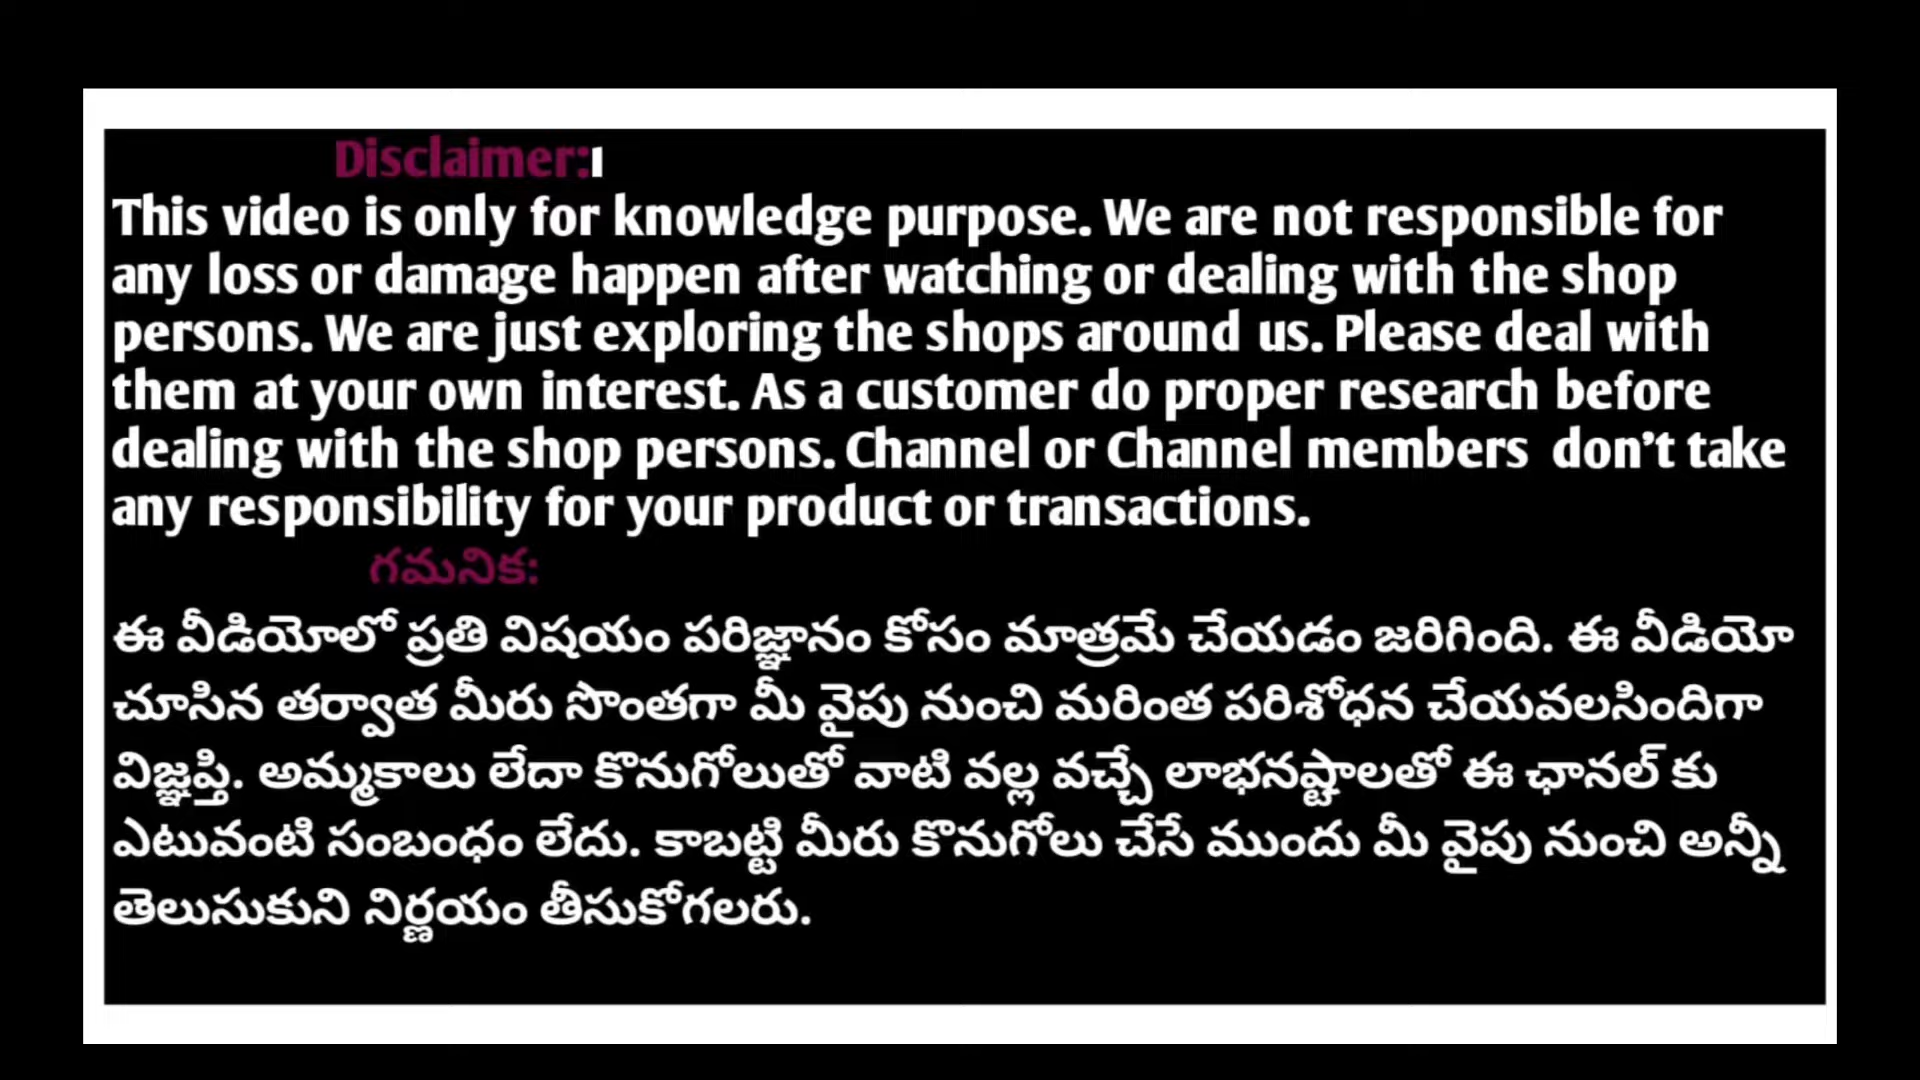 Disclaimer:
This video is only for knowledge purpose. We are not responsible for
any loss or damage happen after watching or dealing with the shop
persons. We are just exploring the shops around us. Please deal with
them at your own interest. As a customer do proper research before
dealing with the shop persons. Channel or Channel members don't take
any responsibility for your product or transactions.
గమనిక:
ఈ వీడియోలో ప్రతి విషయం పరిజ్ఞానం కోసం మాత్రమే చేయడం జరిగింది. ఈ వీడియో
చూసిన తర్వాత మీరు సొంతగా మీ వైపు నుంచి మరింత పరిశోధన చేయవలసిందిగా
విజ్ఞప్తి. అమ్మకాలు లేదా కొనుగోలుతో వాటి వల్ల వచ్చే లాభనష్టాలతో ఈ ఛానల్ కు
ఎటువంటి సంబంధం లేదు. కాబట్టి మీరు కొనుగోలు చేసే ముందు మీ వైపు నుంచి అన్నీ
తెలుసుకుని నిర్ణయం తీసుకోగలరు.